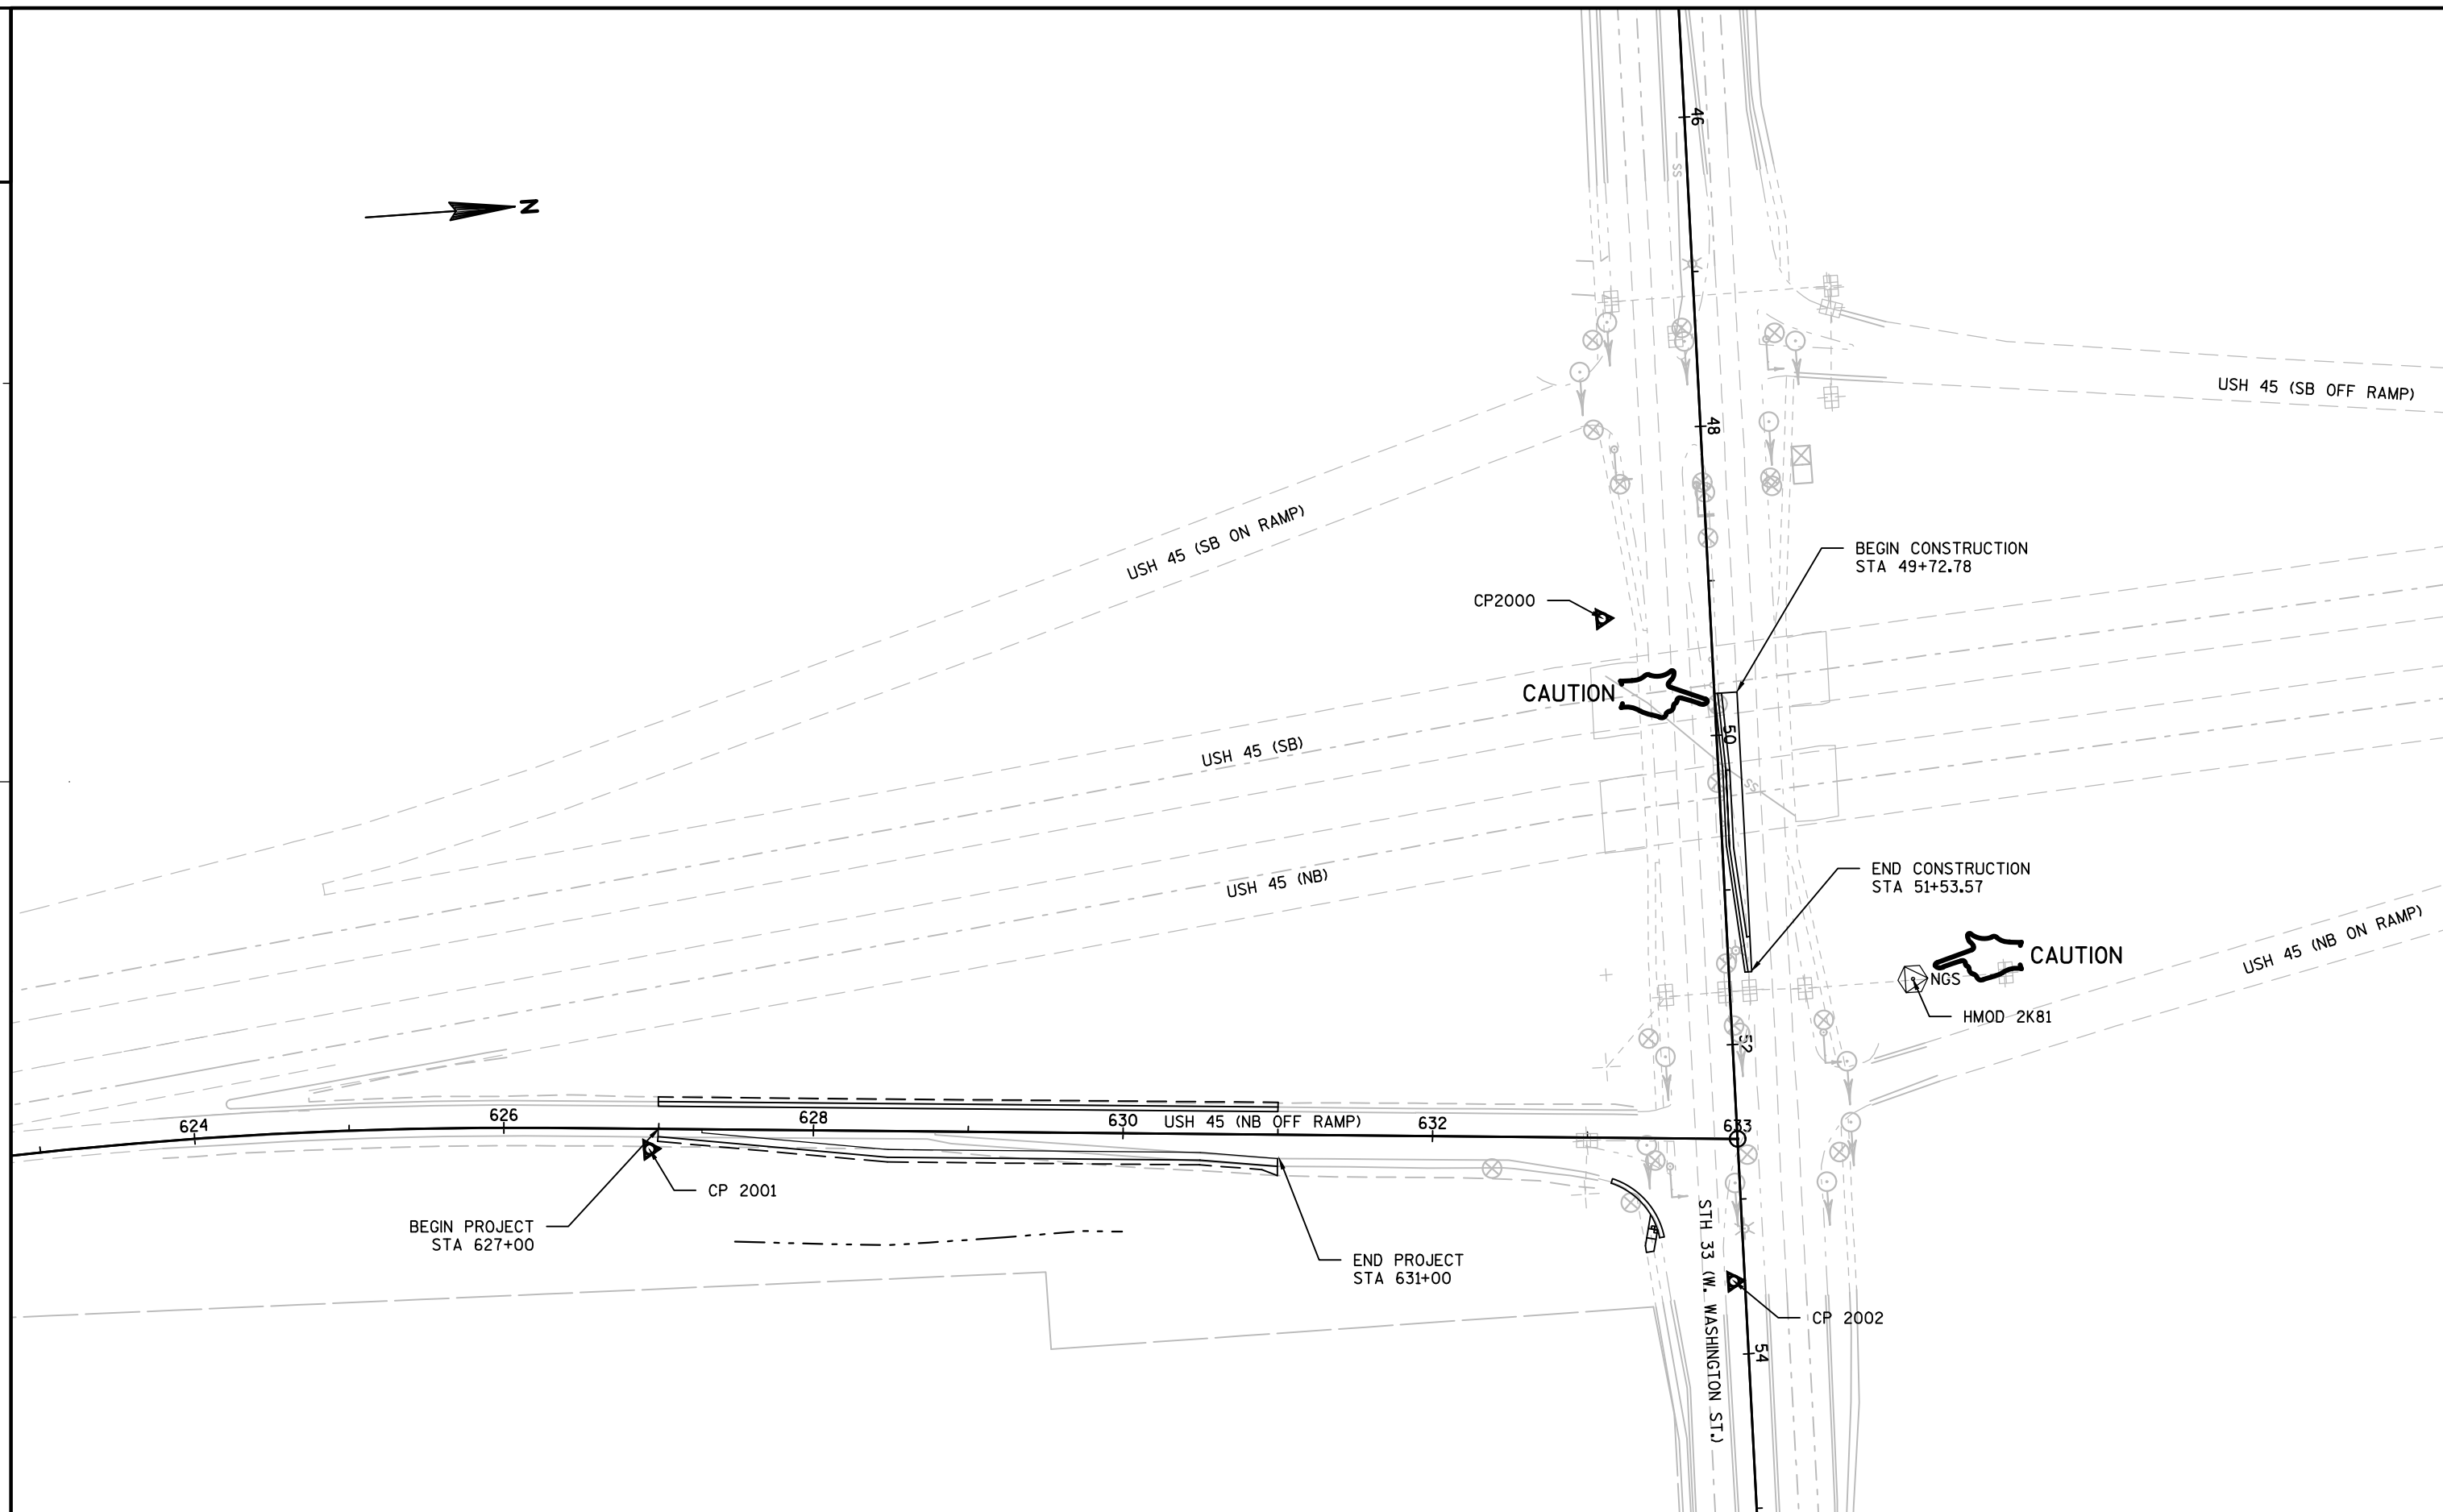 46
SS
N
USH 45 (SB OFF RAMP)
48
USH 45 (SB ON RAMP)
BEGIN CONSTRUCTION
STA 49+72.78
CP2000
CAUTION
50
USH 45 (SB)
SS
USH 45 (NB)
END CONSTRUCTION
STA 51+53.57
USH 45 (NB ON RAMP)
CAUTION
NGS
HMOD 2K81
52
624
626
628
630
USH 45 (NB OFF RAMP)
632
633
CP 2001
BEGIN PROJECT
STA 627+00
END PROJECT
STA 631+00
STH 33 (W. WASHINGTON ST.)
CP 2002
54